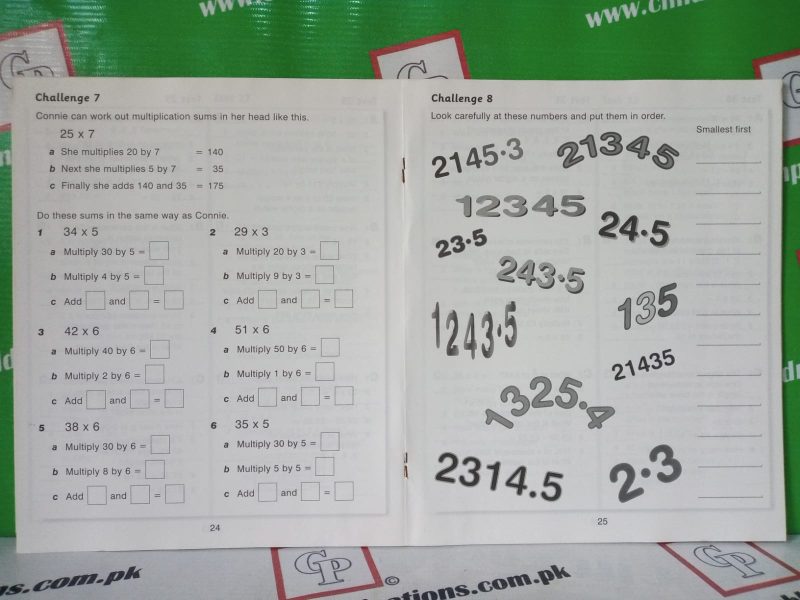 Challenge 7
Connie can work out multiplication sums in her head like this.
25 x 7
a She multiplies 20 by 7 = 140
b Next she multiplies 5 by 7 = 35
c Finally she adds 140 and 35 = 175
Do these sums in the same way as Connie.
1 34 x 5
a Multiply 30 by 5 =
b Multiply 4 by 5 =
c Add and =
2 29 x 3
a Multiply 20 by 3 =
b Multiply 9 by 3 =
c Add and =
3 42 x 6
a Multiply 40 by 6 =
b Multiply 2 by 6 =
c Add and =
4 51 x 6
a Multiply 50 by 6 =
b Multiply 1 by 6 =
c Add and =
5 38 x 6
a Multiply 30 by 6 =
b Multiply 8 by 6 =
c Add and =
6 35 x 5
a Multiply 30 by 5 =
b Multiply 5 by 5 =
c Add and =
24
Challenge 8
Look carefully at these numbers and put them in order.
Smallest first
2145·3
21345
12345
23·5
24·5
243·5
135
1243·5
21435
1325.4
2314.5
2·3
25
GP
GP
GP
©